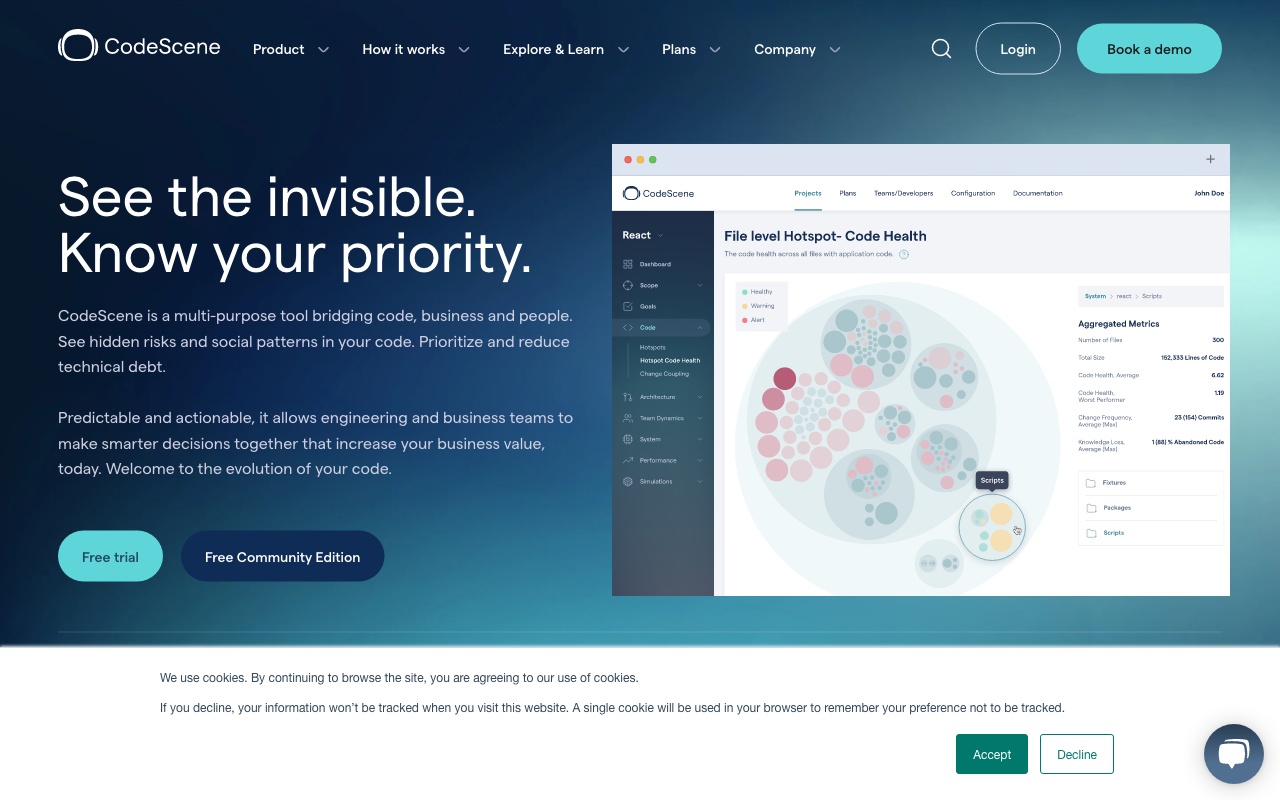 CodeScene
Product
How it works
Explore & Learn
Plans
Company
Login
Book a demo
See the invisible.
Know your priority.
CodeScene is a multi-purpose tool bridging code, business and people.
See hidden risks and social patterns in your code. Prioritize and reduce
technical debt.
Predictable and actionable, it allows engineering and business teams to
make smarter decisions together that increase your business value,
today. Welcome to the evolution of your code.
Free trial
Free Community Edition
CodeScene
Projects
Plans
Teams/Developers
Configuration
Documentation
John Doe
React
Dashboard
Scope
Goals
Code
Hotspots
Hotspot Code Health
Change Coupling
Architecture
Team Dynamics
System
Performance
Simulations
File level Hotspot- Code Health
The code health across all files with application code.
Healthy
Warning
Alert
Scripts
System > react > Scripts
Aggregated Metrics
Number of Files 300
Total Size 152,333 Lines of Code
Code Health, Average 6.62
Code Health, 1.19
Worst Performer
Change Frequency, 23 (154) Commits
Average (Max)
Knowledge Loss, 1 (88) % Abandoned Code
Average (Max)
Fixtures
Packages
Scripts
We use cookies. By continuing to browse the site, you are agreeing to our use of cookies.
If you decline, your information won't be tracked when you visit this website. A single cookie will be used in your browser to remember your preference not to be tracked.
Accept
Decline